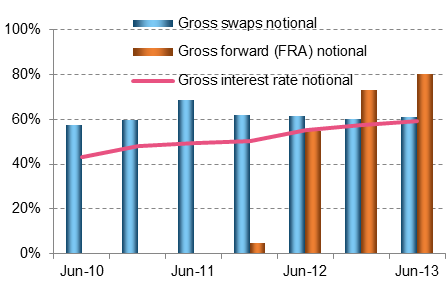 Gross swaps notional
Gross forward (FRA) notional
Gross interest rate notional
100%
80%
60%
40%
20%
0%
Jun-10
Jun-11
Jun-12
Jun-13